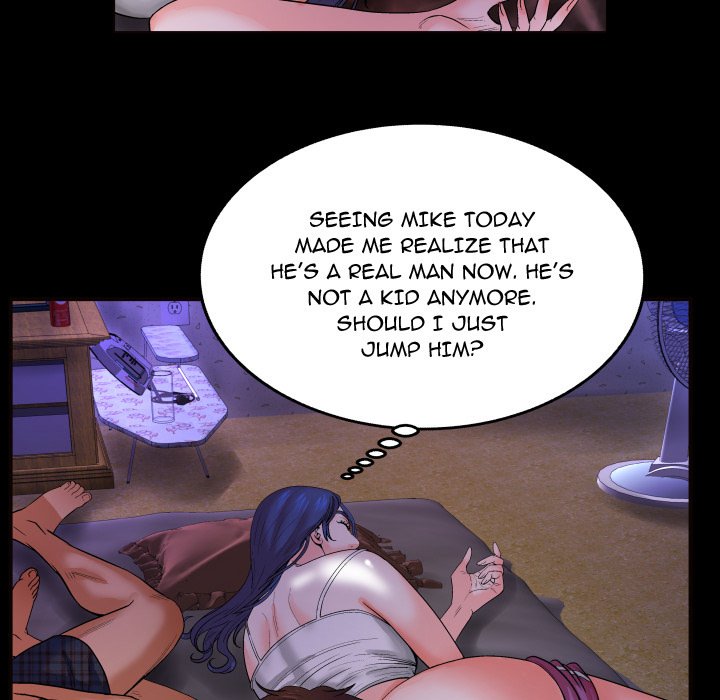 SEEING MIKE TODAY
MADE ME REALIZE THAT
HE'S A REAL MAN NOW. HE'S
NOT A KID ANYMORE.
SHOULD I JUST
JUMP HIM?